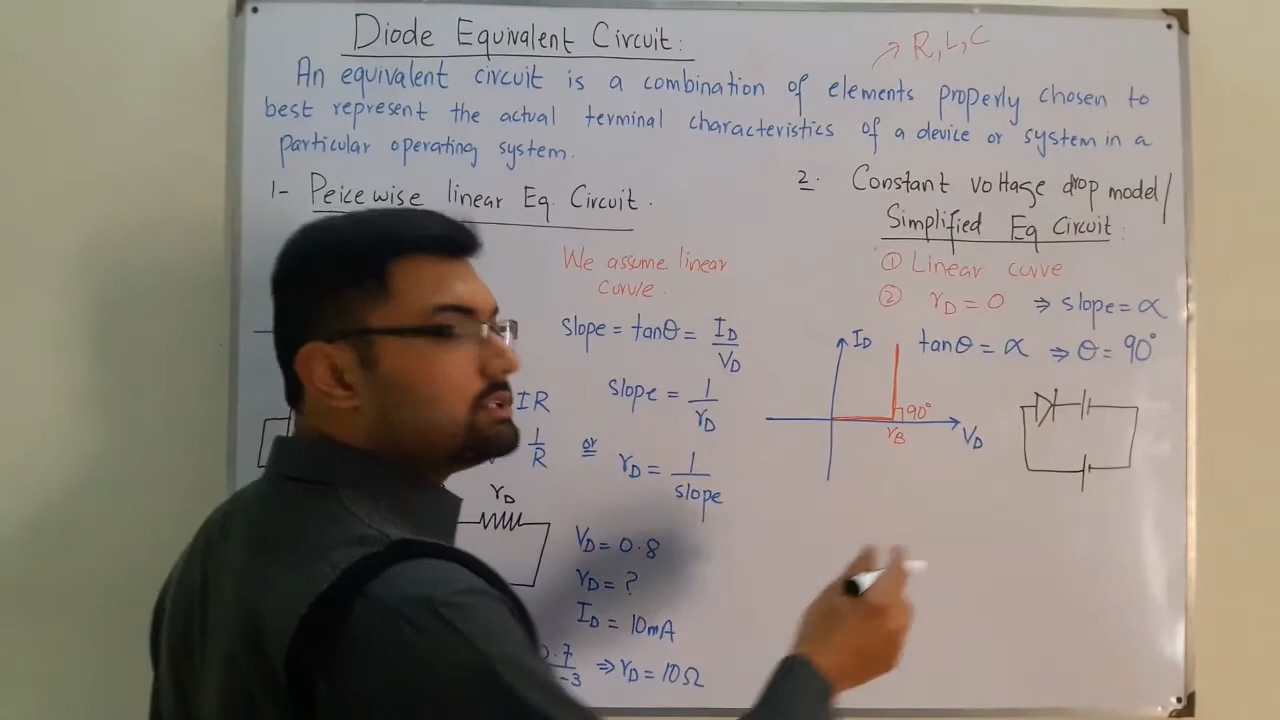 Diode Equivalent Circuit:
R, L, C
An equivalent circuit is a combination of elements properly chosen to
best represent the actual terminal characteristics of a device or system in a
particular operating system.
1- Peicewise linear Eq. Circuit.
We assume linear
curve.
Slope = tanθ = I_D / V_D
IR
Slope = 1 / r_D
1 / R
or
r_D = 1 / slope
r_D
V_D = 0.8
r_D = ?
I_D = 10mA
0.7 / -3 ⇒ r_D = 10Ω
2. Constant voltage drop model/
Simplified Eq Circuit:
① Linear curve
② r_D = 0 ⇒ slope = α
I_D
tanθ = α ⇒ θ = 90°
90°
V_B
V_D